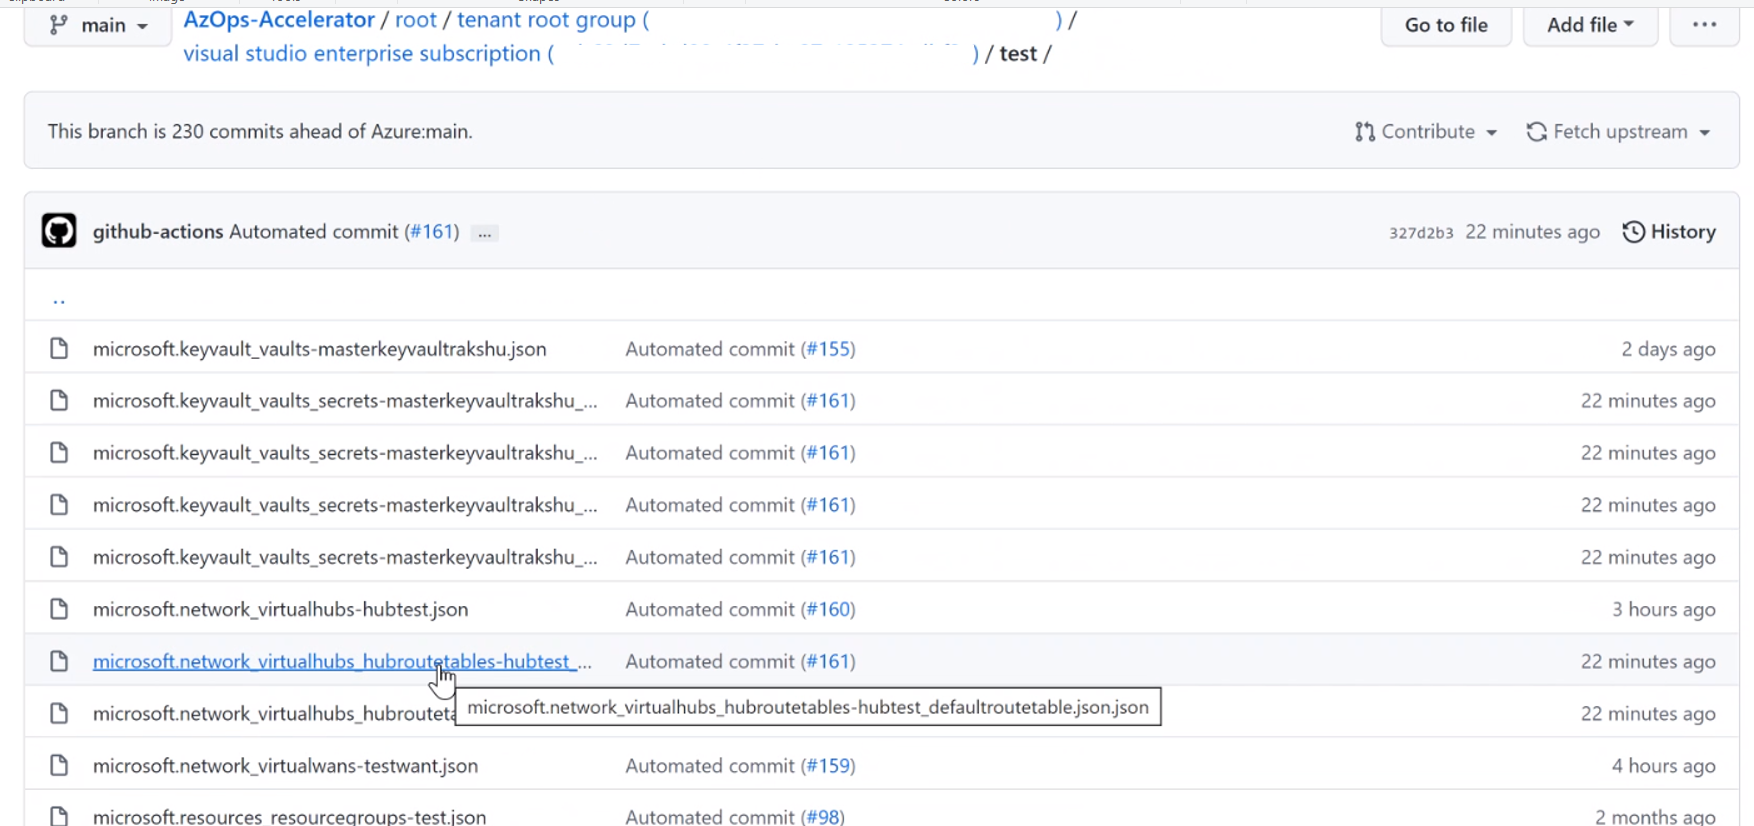 main
AzOps-Accelerator / root / tenant root group ( ) /
visual studio enterprise subscription ( ) / test /
Go to file
Add file
...
This branch is 230 commits ahead of Azure:main.
Contribute
Fetch upstream
github-actions Automated commit (#161) ...
327d2b3 22 minutes ago
History
..
microsoft.keyvault_vaults-masterkeyvaultrakshu.json Automated commit (#155) 2 days ago
microsoft.keyvault_vaults_secrets-masterkeyvaultrakshu_... Automated commit (#161) 22 minutes ago
microsoft.keyvault_vaults_secrets-masterkeyvaultrakshu_... Automated commit (#161) 22 minutes ago
microsoft.keyvault_vaults_secrets-masterkeyvaultrakshu_... Automated commit (#161) 22 minutes ago
microsoft.keyvault_vaults_secrets-masterkeyvaultrakshu_... Automated commit (#161) 22 minutes ago
microsoft.network_virtualhubs-hubtest.json Automated commit (#160) 3 hours ago
microsoft.network_virtualhubs_hubroutetables-hubtest_... Automated commit (#161) 22 minutes ago
microsoft.network_virtualhubs_hubroutetables-hubtest_defaultroutetable.json.json
microsoft.network_virtualhubs_hubrouteta 22 minutes ago
microsoft.network_virtualwans-testwant.json Automated commit (#159) 4 hours ago
microsoft.resources_resourcegroups-test.json Automated commit (#98) 2 months ago